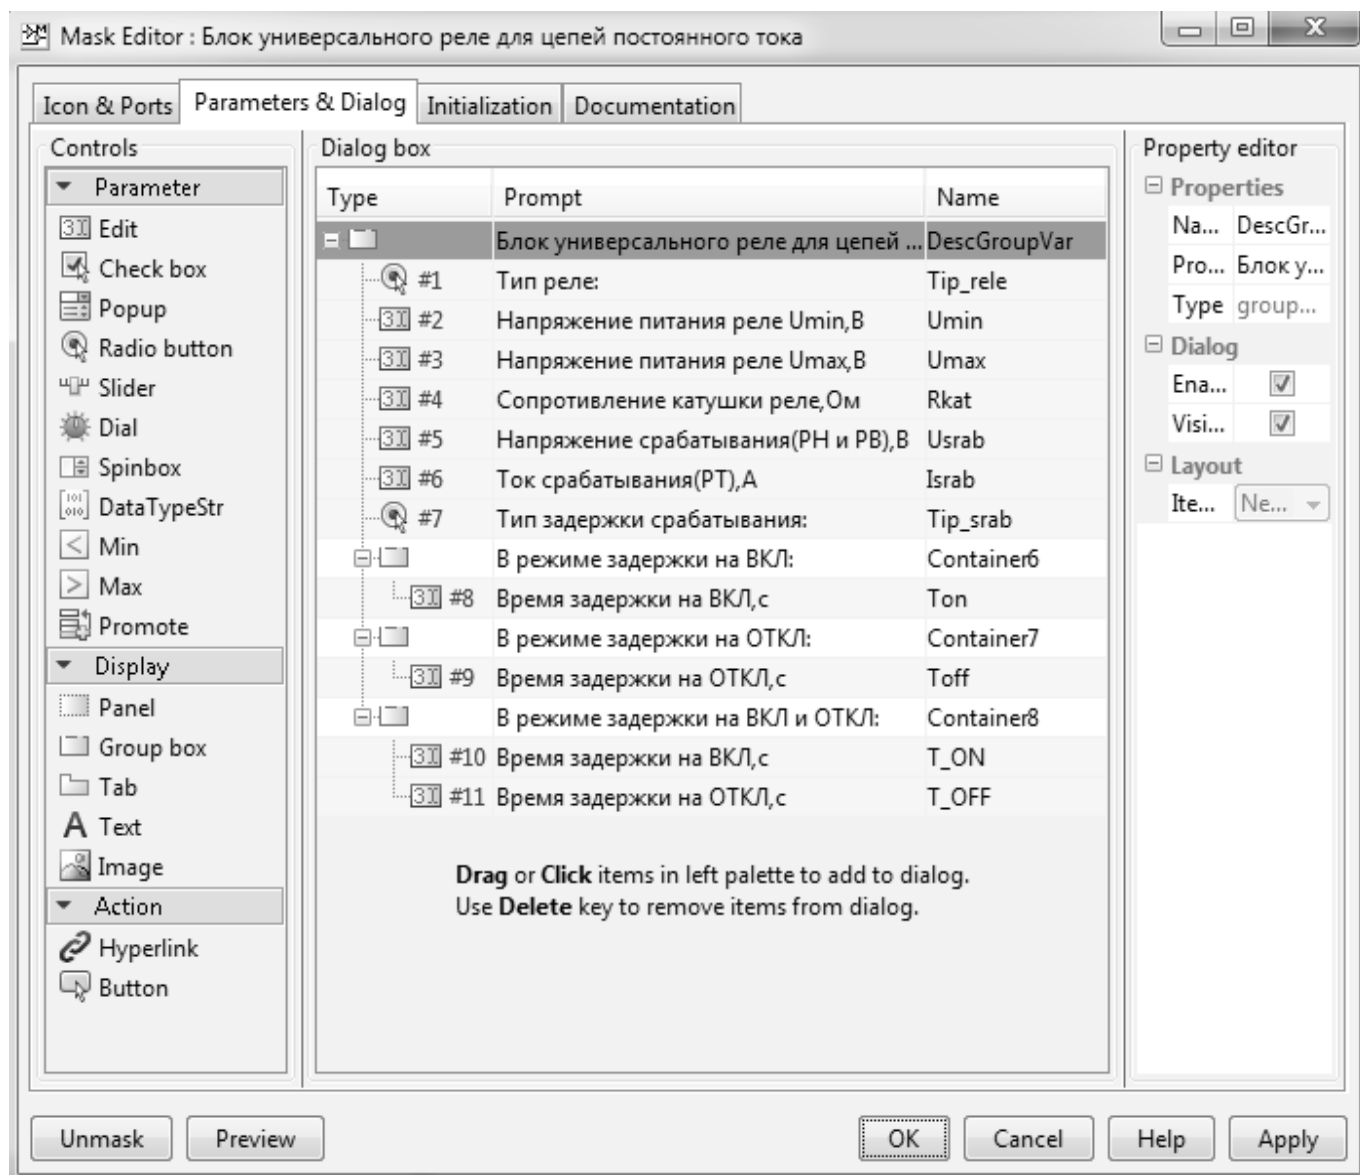 Mask Editor : Блок универсального реле для цепей постоянного тока
Icon & Ports Parameters & Dialog Initialization Documentation
Controls
Parameter
Edit
Check box
Popup
Radio button
Slider
Dial
Spinbox
DataTypeStr
Min
Max
Promote
Display
Panel
Group box
Tab
Text
Image
Action
Hyperlink
Button
Dialog box
Type Prompt Name
Блок универсального реле для цепей ... DescGroupVar
#1 Тип реле: Tip_rele
#2 Напряжение питания реле Umin,В Umin
#3 Напряжение питания реле Umax,В Umax
#4 Сопротивление катушки реле,Ом Rkat
#5 Напряжение срабатывания(РН и РВ),В Usrab
#6 Ток срабатывания(РТ),А Israb
#7 Тип задержки срабатывания: Tip_srab
В режиме задержки на ВКЛ: Container6
#8 Время задержки на ВКЛ,с Ton
В режиме задержки на ОТКЛ: Container7
#9 Время задержки на ОТКЛ,с Toff
В режиме задержки на ВКЛ и ОТКЛ: Container8
#10 Время задержки на ВКЛ,с T_ON
#11 Время задержки на ОТКЛ,с T_OFF
Drag or Click items in left palette to add to dialog.
Use Delete key to remove items from dialog.
Property editor
Properties
Na... DescGr...
Pro... Блок у...
Type group...
Dialog
Ena...
Visi...
Layout
Ite... Ne...
Unmask Preview OK Cancel Help Apply